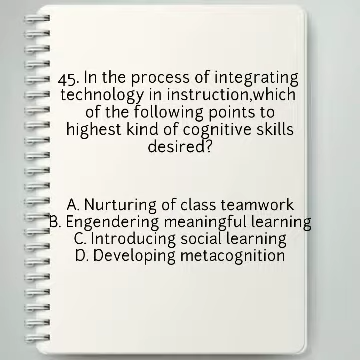 45. In the process of integrating
technology in instruction,which
of the following points to
highest kind of cognitive skills
desired?
A. Nurturing of class teamwork
B. Engendering meaningful learning
C. Introducing social learning
D. Developing metacognition